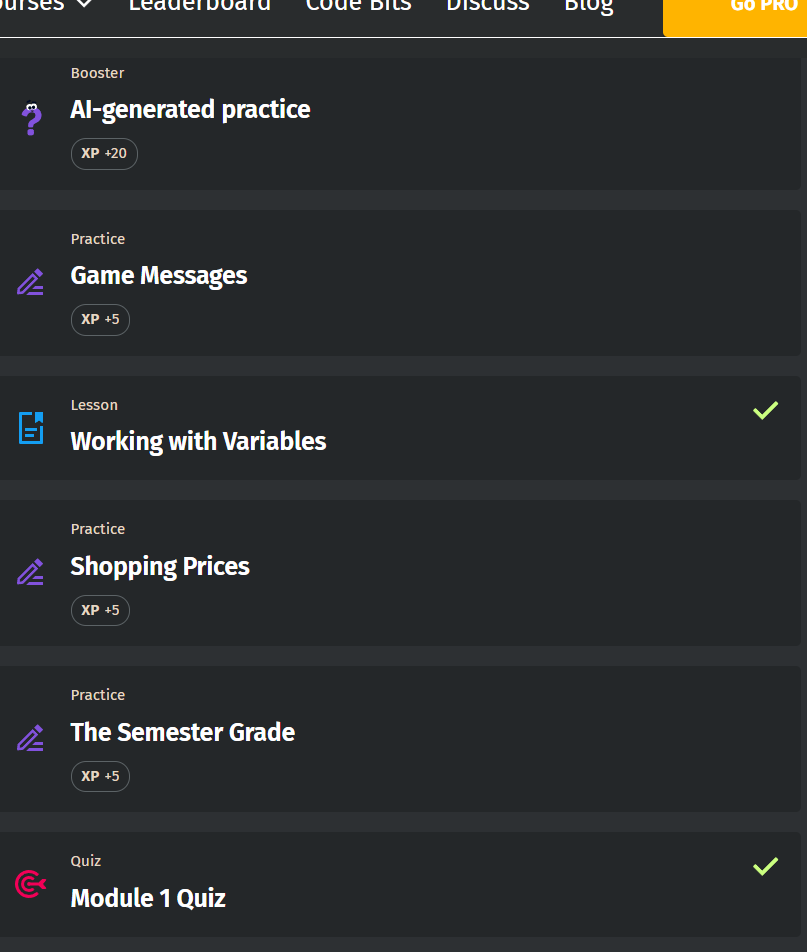 Leaderboard Code Bits Discuss Blog Go PRO
Booster
AI-generated practice
XP +20
Practice
Game Messages
XP +5
Lesson
Working with Variables
Practice
Shopping Prices
XP +5
Practice
The Semester Grade
XP +5
Quiz
Module 1 Quiz